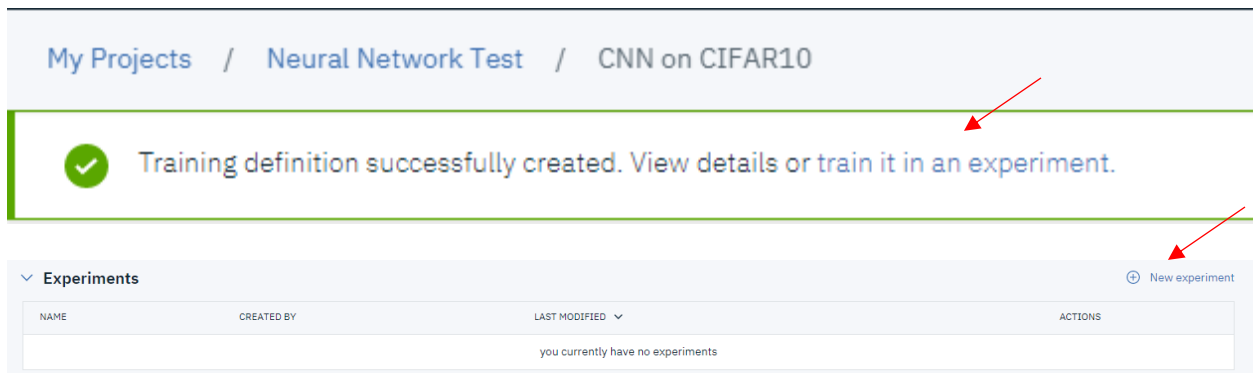 My Projects / Neural Network Test / CNN on CIFAR10
Training definition successfully created. View details or train it in an experiment.
Experiments
New experiment
NAME CREATED BY LAST MODIFIED ACTIONS
you currently have no experiments